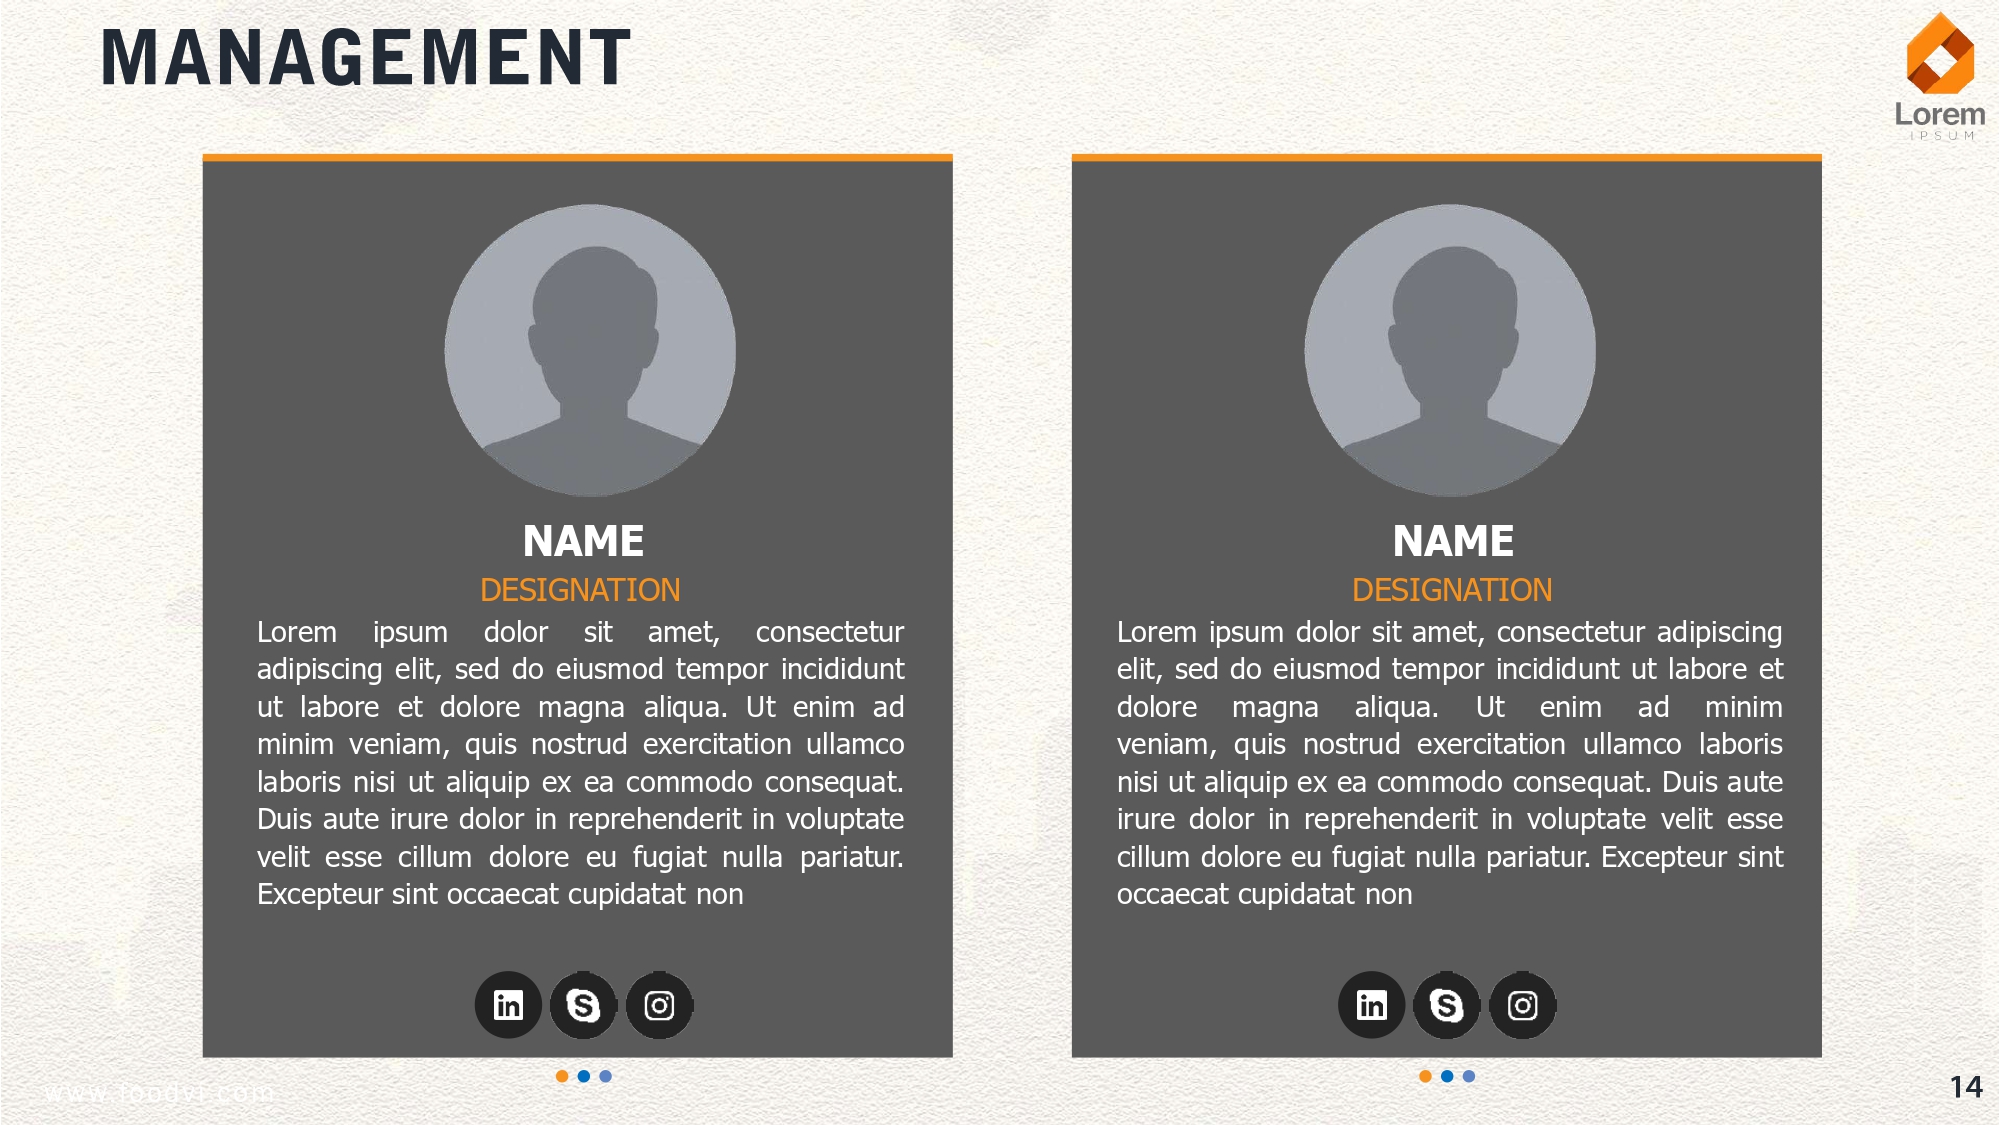 MANAGEMENT
Lorem
IPSUM
NAME
DESIGNATION
Lorem ipsum dolor sit amet, consectetur
adipiscing elit, sed do eiusmod tempor incididunt
ut labore et dolore magna aliqua. Ut enim ad
minim veniam, quis nostrud exercitation ullamco
laboris nisi ut aliquip ex ea commodo consequat.
Duis aute irure dolor in reprehenderit in voluptate
velit esse cillum dolore eu fugiat nulla pariatur.
Excepteur sint occaecat cupidatat non
NAME
DESIGNATION
Lorem ipsum dolor sit amet, consectetur adipiscing
elit, sed do eiusmod tempor incididunt ut labore et
dolore magna aliqua. Ut enim ad minim
veniam, quis nostrud exercitation ullamco laboris
nisi ut aliquip ex ea commodo consequat. Duis aute
irure dolor in reprehenderit in voluptate velit esse
cillum dolore eu fugiat nulla pariatur. Excepteur sint
occaecat cupidatat non
14